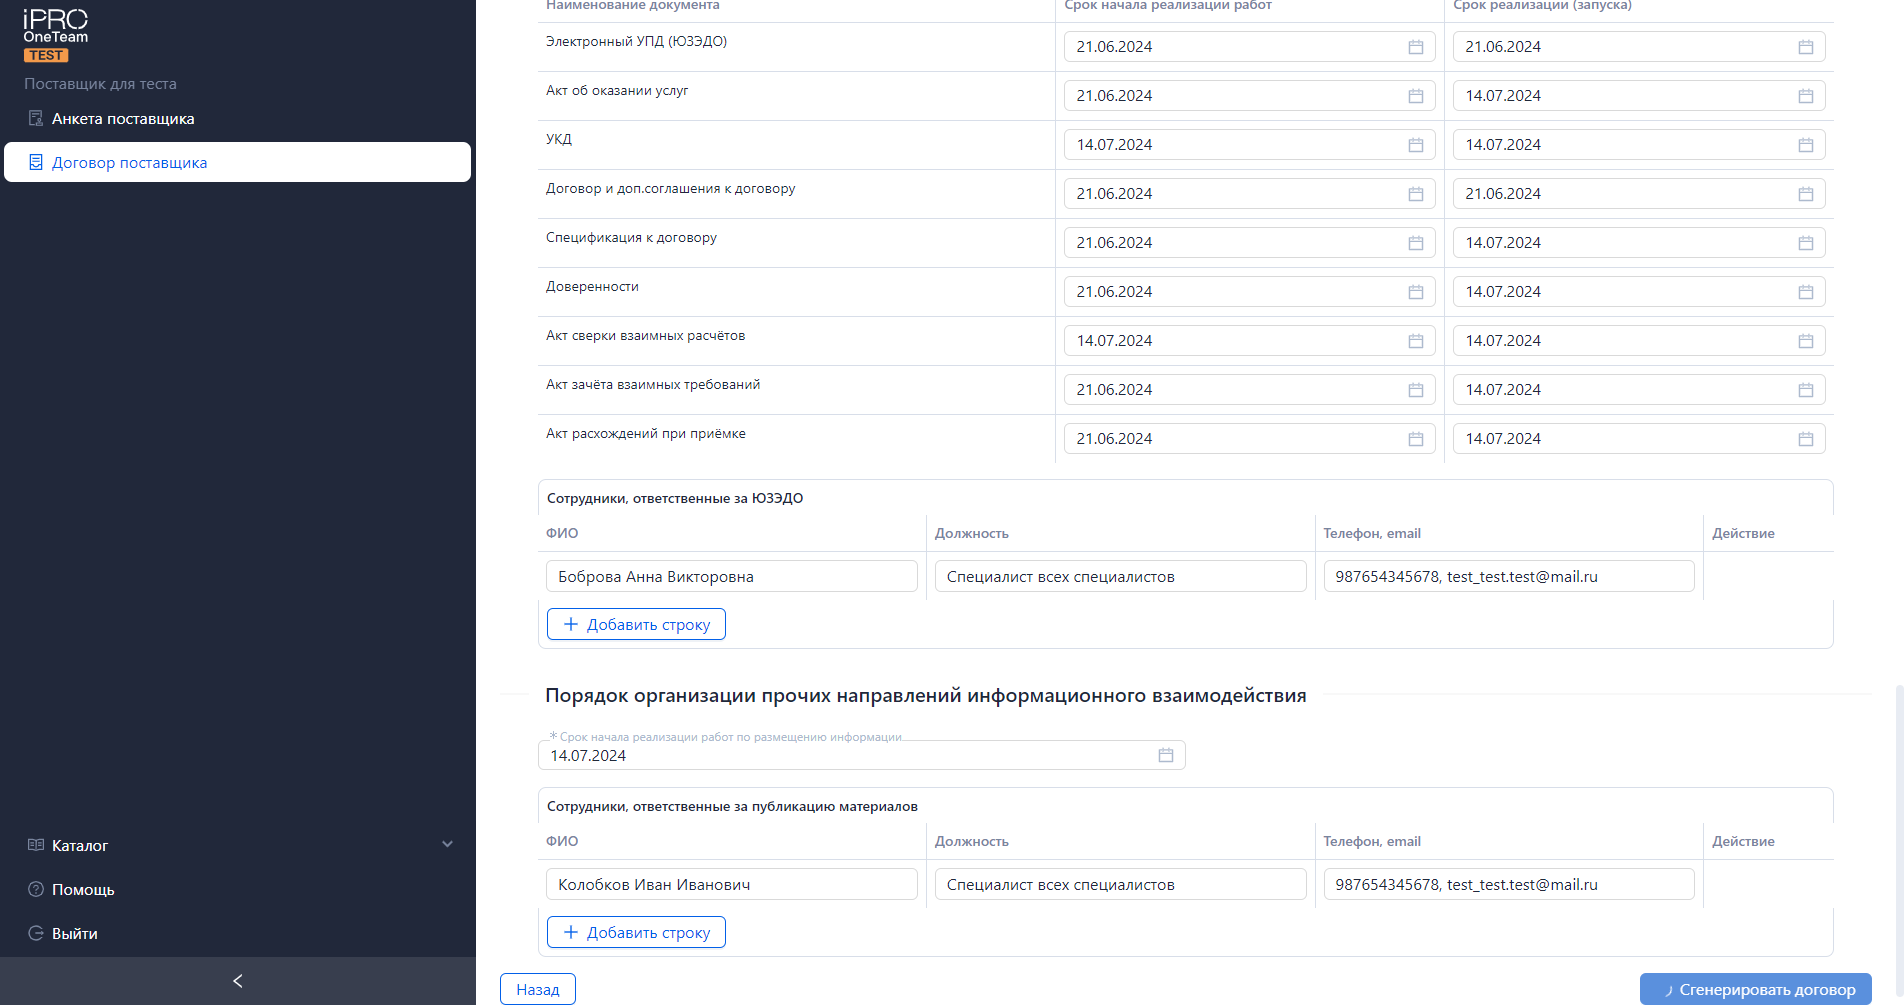 iPRO
OneTeam
TEST
Поставщик для теста
Анкета поставщика
Договор поставщика
Каталог
Помощь
Выйти
Наименование документа Срок начала реализации работ Срок реализации (запуска)
Электронный УПД (ЮЗЭДО) 21.06.2024 21.06.2024
Акт об оказании услуг 21.06.2024 14.07.2024
УКД 14.07.2024 14.07.2024
Договор и доп.соглашения к договору 21.06.2024 21.06.2024
Спецификация к договору 21.06.2024 14.07.2024
Доверенности 21.06.2024 14.07.2024
Акт сверки взаимных расчётов 14.07.2024 14.07.2024
Акт зачёта взаимных требований 21.06.2024 14.07.2024
Акт расхождений при приёмке 21.06.2024 14.07.2024
Сотрудники, ответственные за ЮЗЭДО
ФИО Должность Телефон, email Действие
Боброва Анна Викторовна Специалист всех специалистов 987654345678, test_test.test@mail.ru
+ Добавить строку
Порядок организации прочих направлений информационного взаимодействия
* Срок начала реализации работ по размещению информации
14.07.2024
Сотрудники, ответственные за публикацию материалов
ФИО Должность Телефон, email Действие
Колобков Иван Иванович Специалист всех специалистов 987654345678, test_test.test@mail.ru
+ Добавить строку
Назад Сгенерировать договор